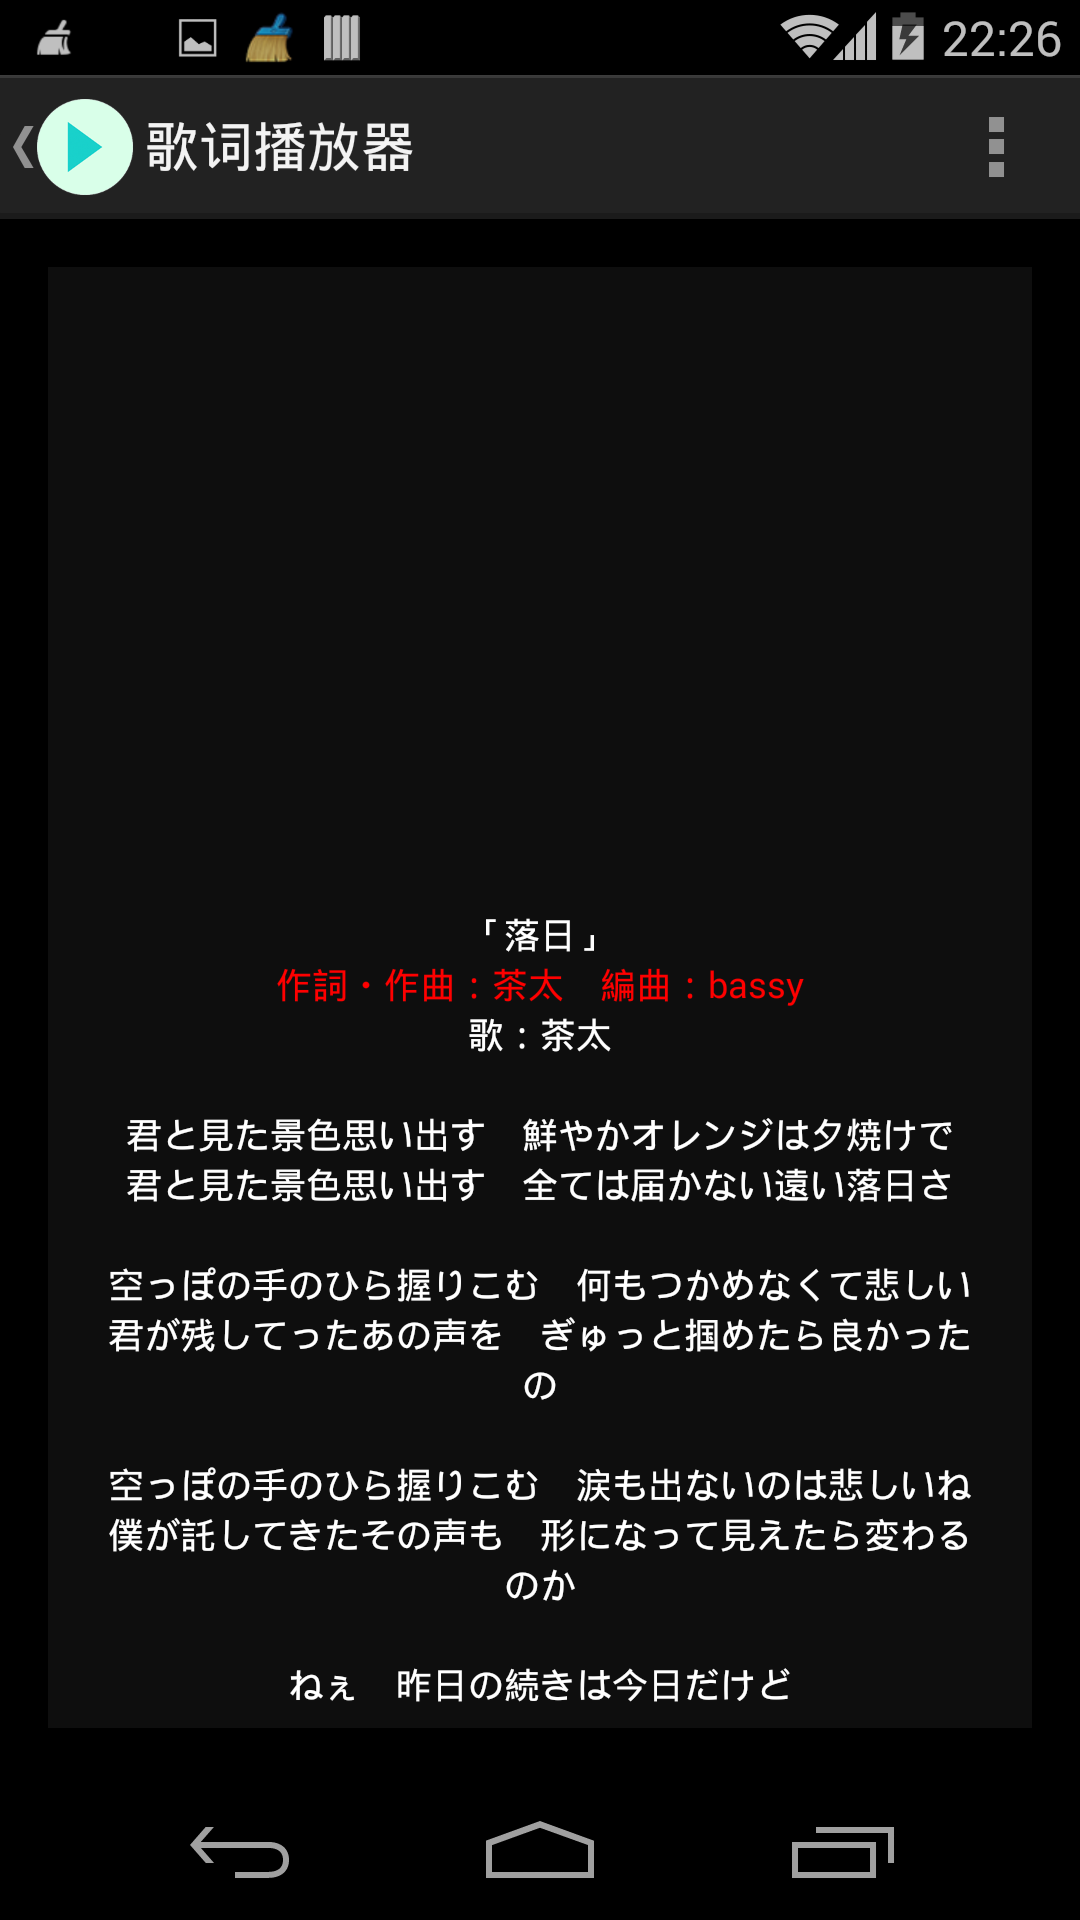 22:26
歌词播放器
「落日」
作詞・作曲：茶太　編曲：bassy
歌：茶太
君と見た景色思い出す　鮮やかオレンジは夕焼けで
君と見た景色思い出す　全ては届かない遠い落日さ
空っぽの手のひら握りこむ　何もつかめなくて悲しい
君が残してったあの声を　ぎゅっと掴めたら良かった
の
空っぽの手のひら握りこむ　涙も出ないのは悲しいね
僕が託してきたその声も　形になって見えたら変わる
のか
ねぇ　昨日の続きは今日だけど